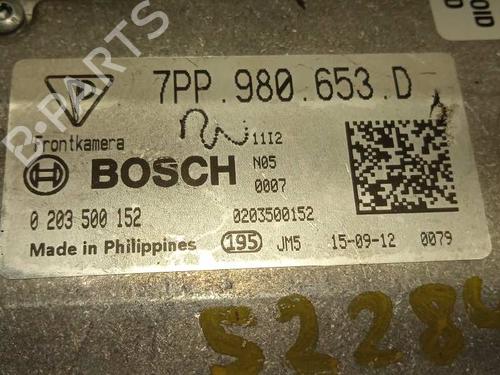 B-PARTS
7PP.980.653.D
P
Frontkamera
11I2
BOSCH
N05
0007
0 203 500 152
0203500152
Made in Philippines
195
JM5
15-09-12
0079